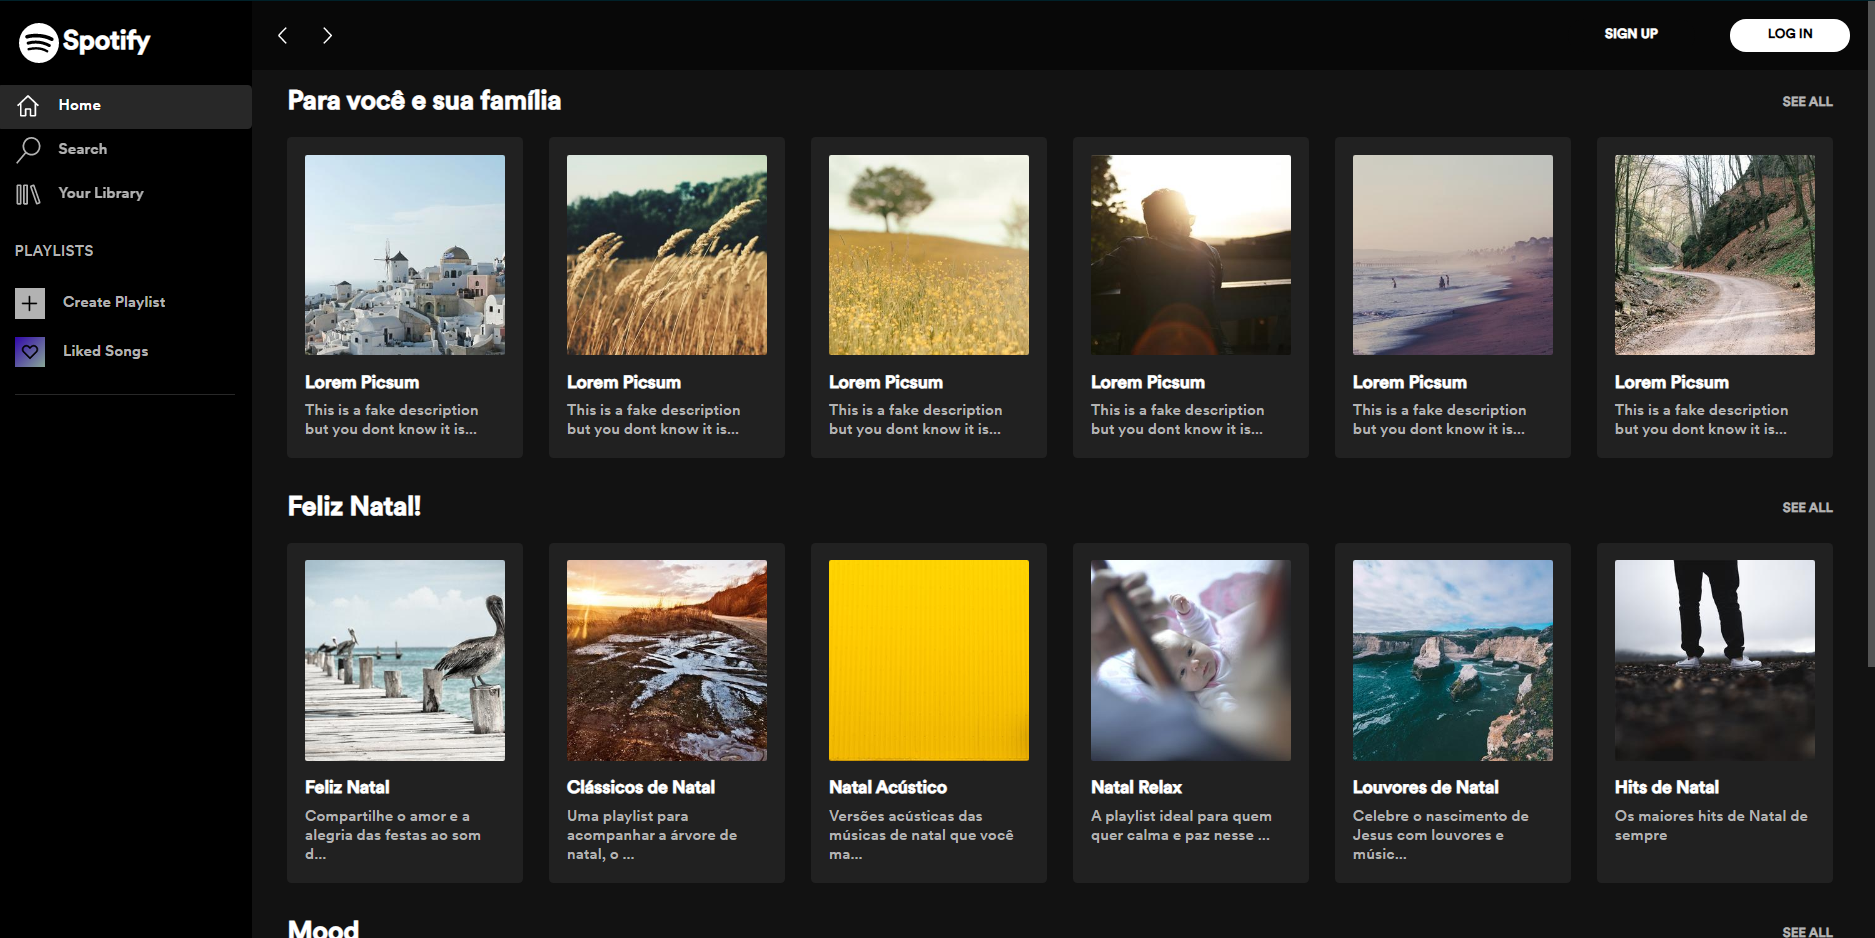 Spotify
SIGN UP
LOG IN
Home
Search
Your Library
PLAYLISTS
Create Playlist
Liked Songs
Para você e sua família
SEE ALL
Lorem Picsum
This is a fake description
but you dont know it is...
Lorem Picsum
This is a fake description
but you dont know it is...
Lorem Picsum
This is a fake description
but you dont know it is...
Lorem Picsum
This is a fake description
but you dont know it is...
Lorem Picsum
This is a fake description
but you dont know it is...
Lorem Picsum
This is a fake description
but you dont know it is...
Feliz Natal!
SEE ALL
Feliz Natal
Compartilhe o amor e a
alegria das festas ao som
d...
Clássicos de Natal
Uma playlist para
acompanhar a árvore de
natal, o ...
Natal Acústico
Versões acústicas das
músicas de natal que você
ma...
Natal Relax
A playlist ideal para quem
quer calma e paz nesse ...
Louvores de Natal
Celebre o nascimento de
Jesus com louvores e
músic...
Hits de Natal
Os maiores hits de Natal de
sempre
Mood
SEE ALL